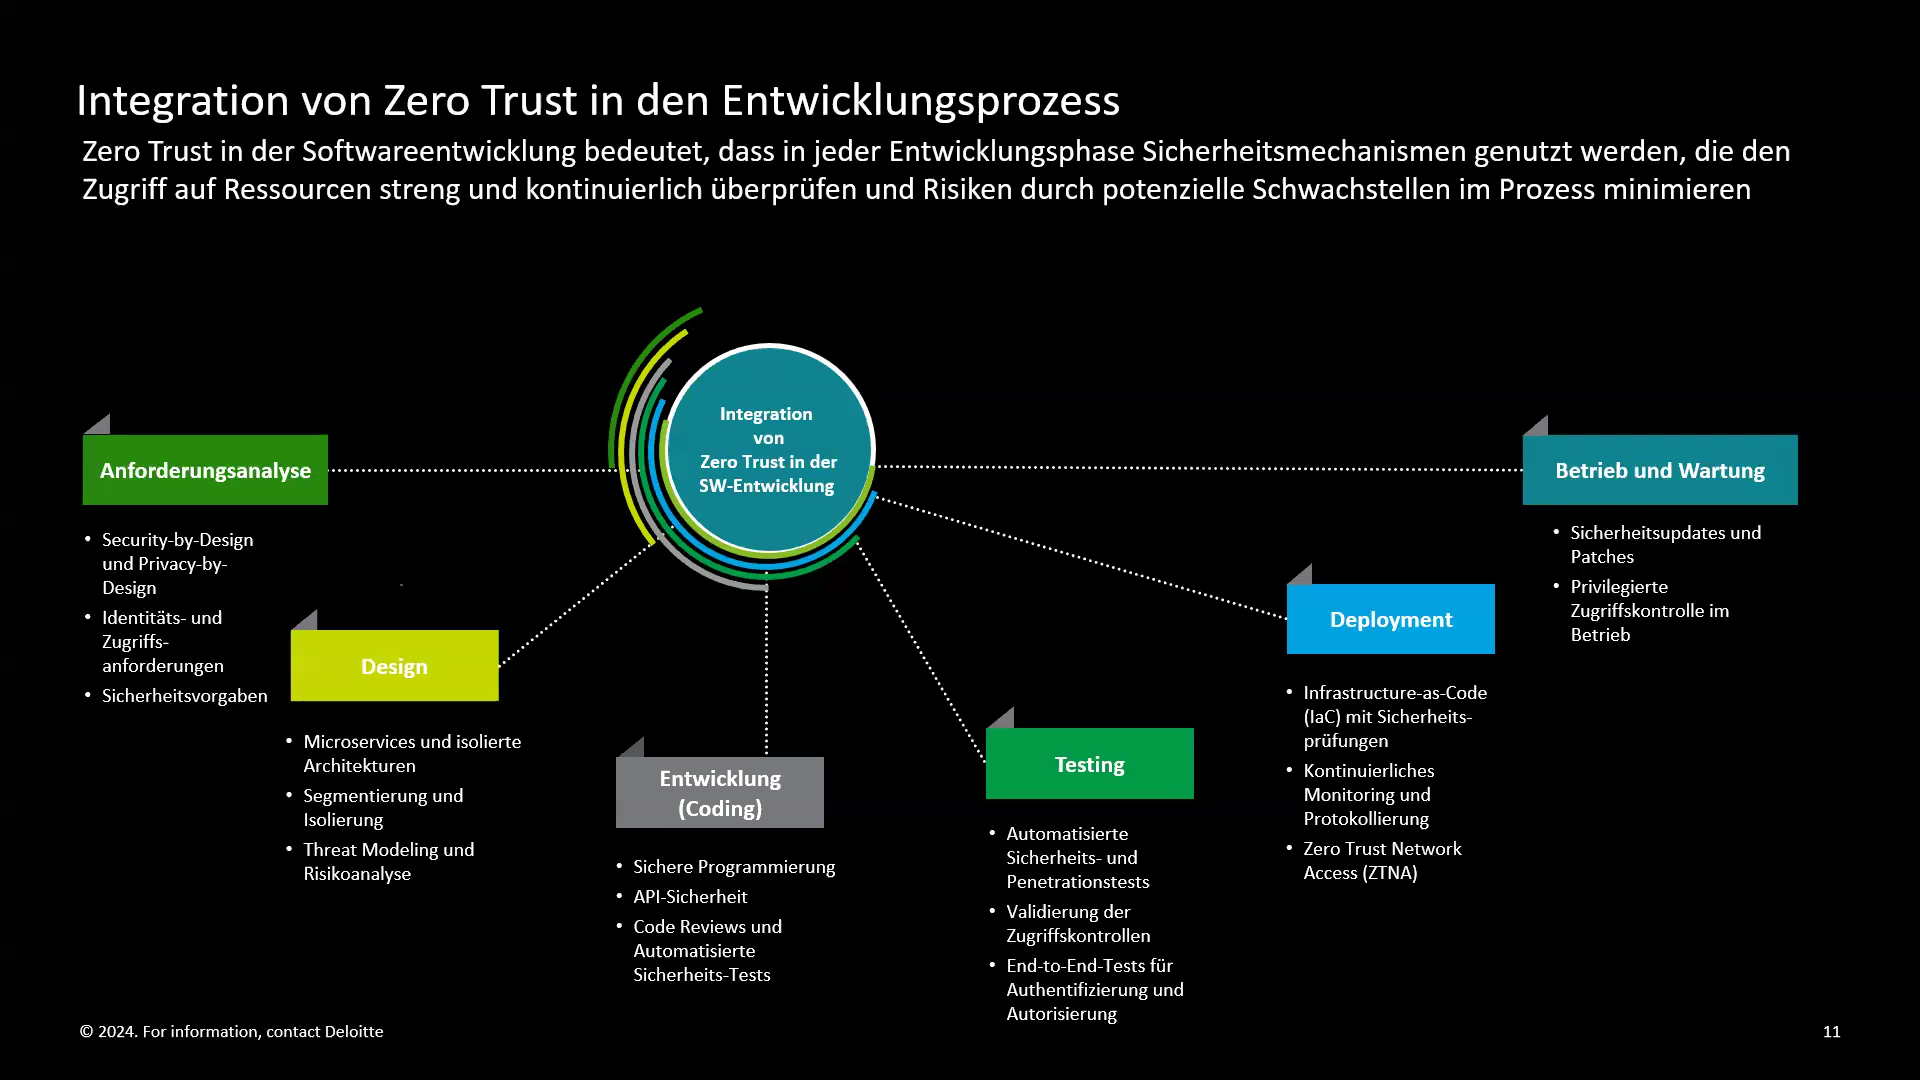 Integration von Zero Trust in den Entwicklungsprozess
Zero Trust in der Softwareentwicklung bedeutet, dass in jeder Entwicklungsphase Sicherheitsmechanismen genutzt werden, die den
Zugriff auf Ressourcen streng und kontinuierlich überprüfen und Risiken durch potenzielle Schwachstellen im Prozess minimieren
Integration
von
Zero Trust in der
SW-Entwicklung
Anforderungsanalyse
• Security-by-Design
und Privacy-by-
Design
• Identitäts- und
Zugriffs-
anforderungen
• Sicherheitsvorgaben
Design
• Microservices und isolierte
Architekturen
• Segmentierung und
Isolierung
• Threat Modeling und
Risikoanalyse
Entwicklung
(Coding)
• Sichere Programmierung
• API-Sicherheit
• Code Reviews und
Automatisierte
Sicherheits-Tests
Testing
• Automatisierte
Sicherheits- und
Penetrationstests
• Validierung der
Zugriffskontrollen
• End-to-End-Tests für
Authentifizierung und
Autorisierung
Deployment
• Infrastructure-as-Code
(IaC) mit Sicherheits-
prüfungen
• Kontinuierliches
Monitoring und
Protokollierung
• Zero Trust Network
Access (ZTNA)
Betrieb und Wartung
• Sicherheitsupdates und
Patches
• Privilegierte
Zugriffskontrolle im
Betrieb
© 2024. For information, contact Deloitte
11